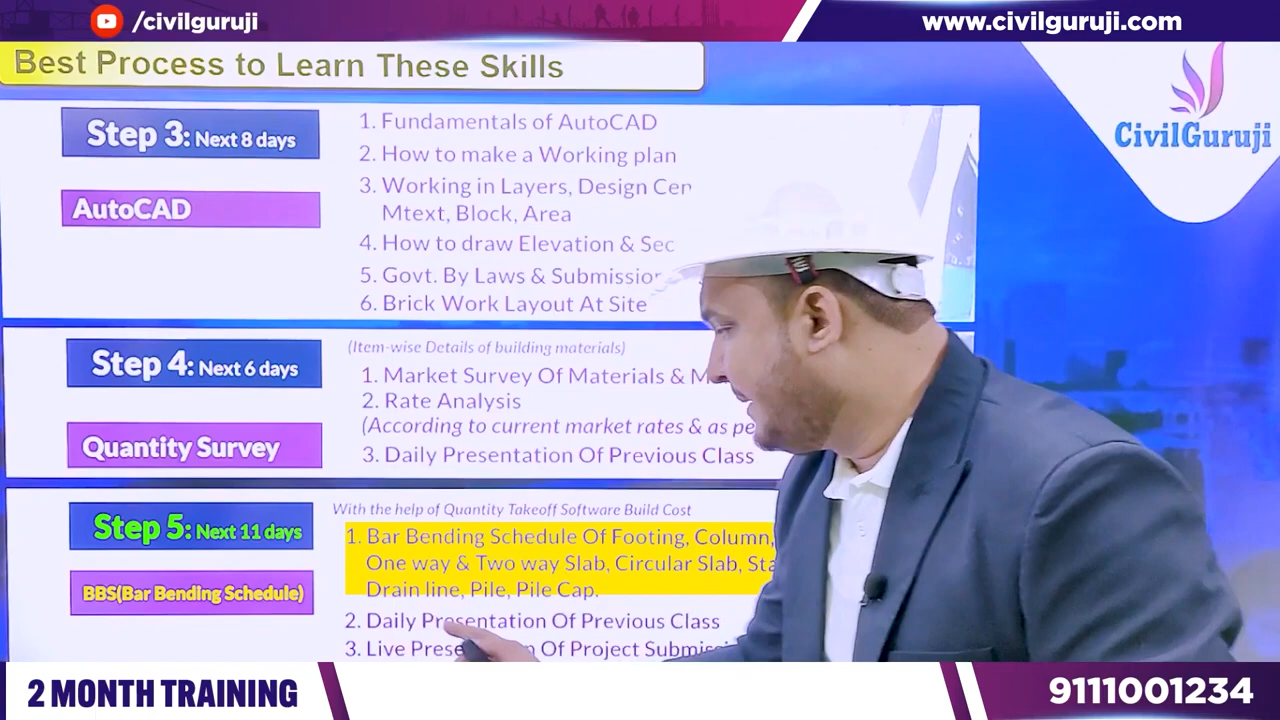 /civilguruji
www.civilguruji.com
Best Process to Learn These Skills
CivilGuruji
Step 3: Next 8 days
AutoCAD
1. Fundamentals of AutoCAD
2. How to make a Working plan
3. Working in Layers, Design
Mtext, Block, Area
4. How to draw Elevation &
5. Govt. By Laws &
6. Brick Work Layout At Site
Step 4: Next 6 days
Quantity Survey
(Item-wise Details of building materials)
1. Market Survey Of Materials &
2. Rate Analysis
(According to current market rates & as
3. Daily Presentation Of Previous Class
Step 5: Next 11 days
BBS(Bar Bending Schedule)
With the help of Quantity Takeoff Software Build Cost
1. Bar Bending Schedule Of Footing, Column,
One way & Two way Slab, Circular Slab,
Drain line, Pile, Pile Cap.
2. Daily Presentation Of Previous Class
3. Live Of Project
2 MONTH TRAINING
9111001234